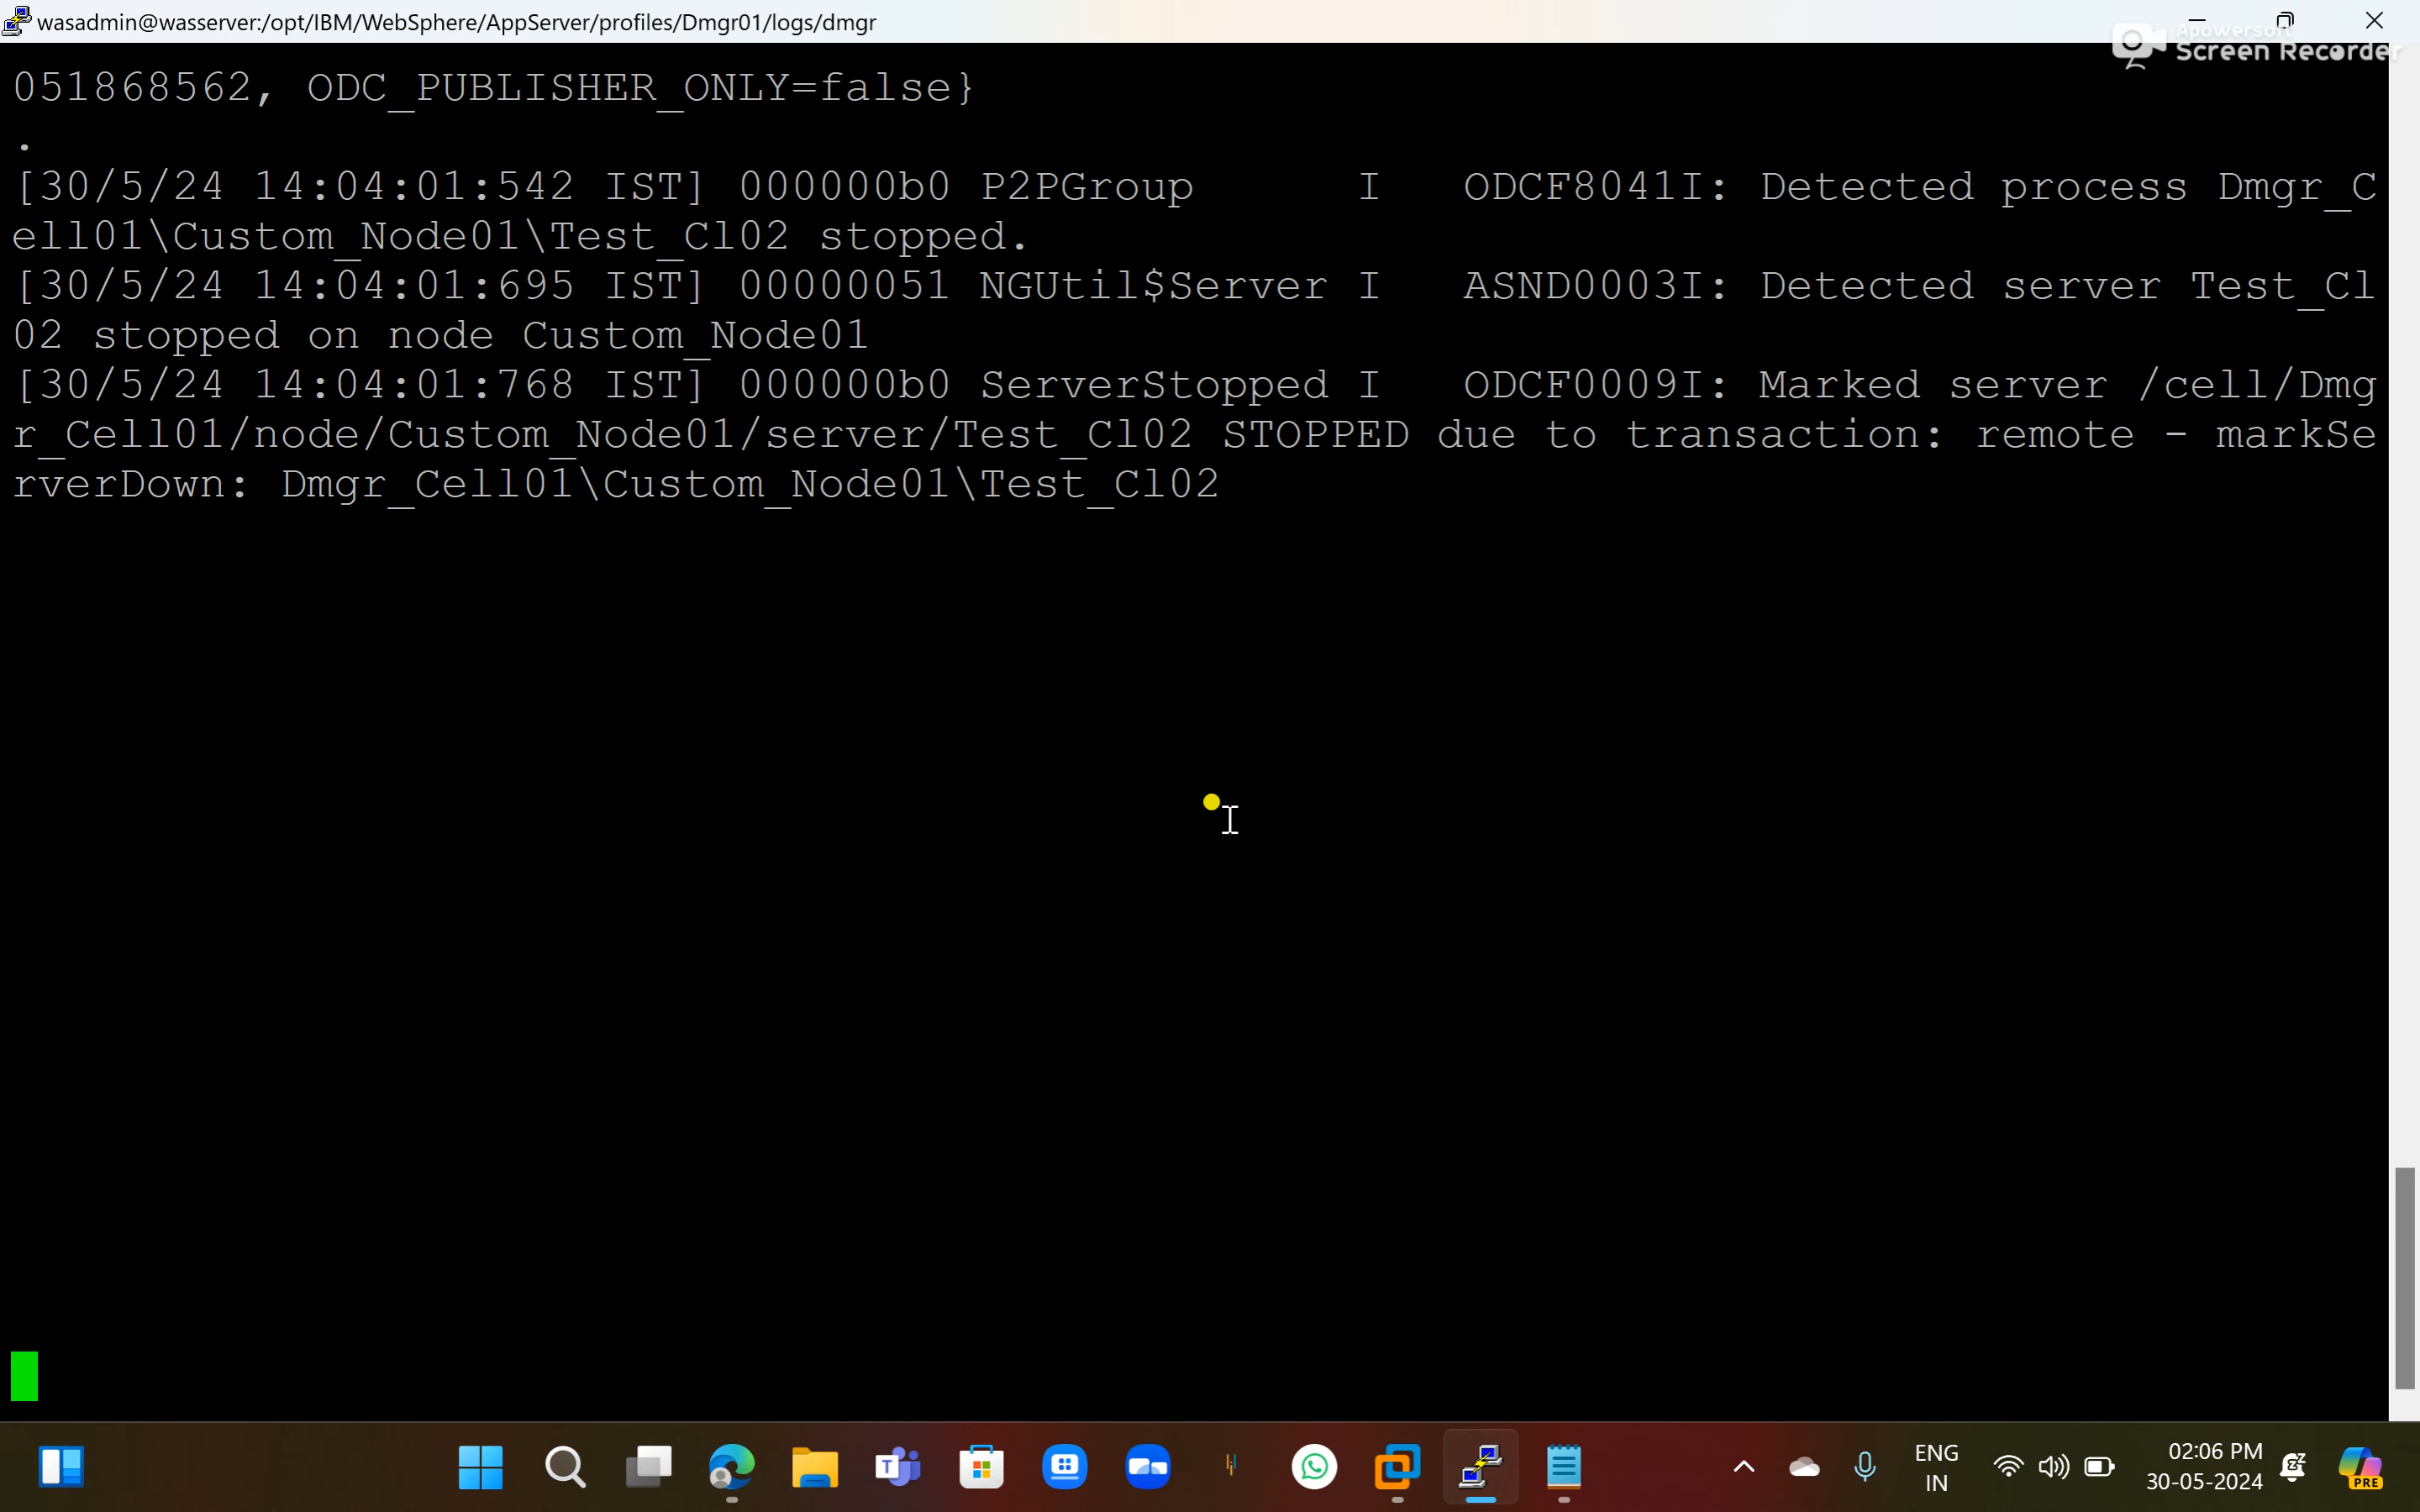 wasadmin@wasserver:/opt/IBM/WebSphere/AppServer/profiles/Dmgr01/logs/dmgr
Apowersoft
Screen Recorder
051868562, ODC_PUBLISHER_ONLY=false}
.
[30/5/24 14:04:01:542 IST] 000000b0 P2PGroup      I   ODCF8041I: Detected process Dmgr_C
ell01\Custom_Node01\Test_Cl02 stopped.
[30/5/24 14:04:01:695 IST] 00000051 NGUtil$Server I   ASND0003I: Detected server Test_Cl
02 stopped on node Custom_Node01
[30/5/24 14:04:01:768 IST] 000000b0 ServerStopped I   ODCF0009I: Marked server /cell/Dmg
r_Cell01/node/Custom_Node01/server/Test_Cl02 STOPPED due to transaction: remote - markSe
rverDown: Dmgr_Cell01\Custom_Node01\Test_Cl02
ENG
IN
02:06 PM
30-05-2024
PRE